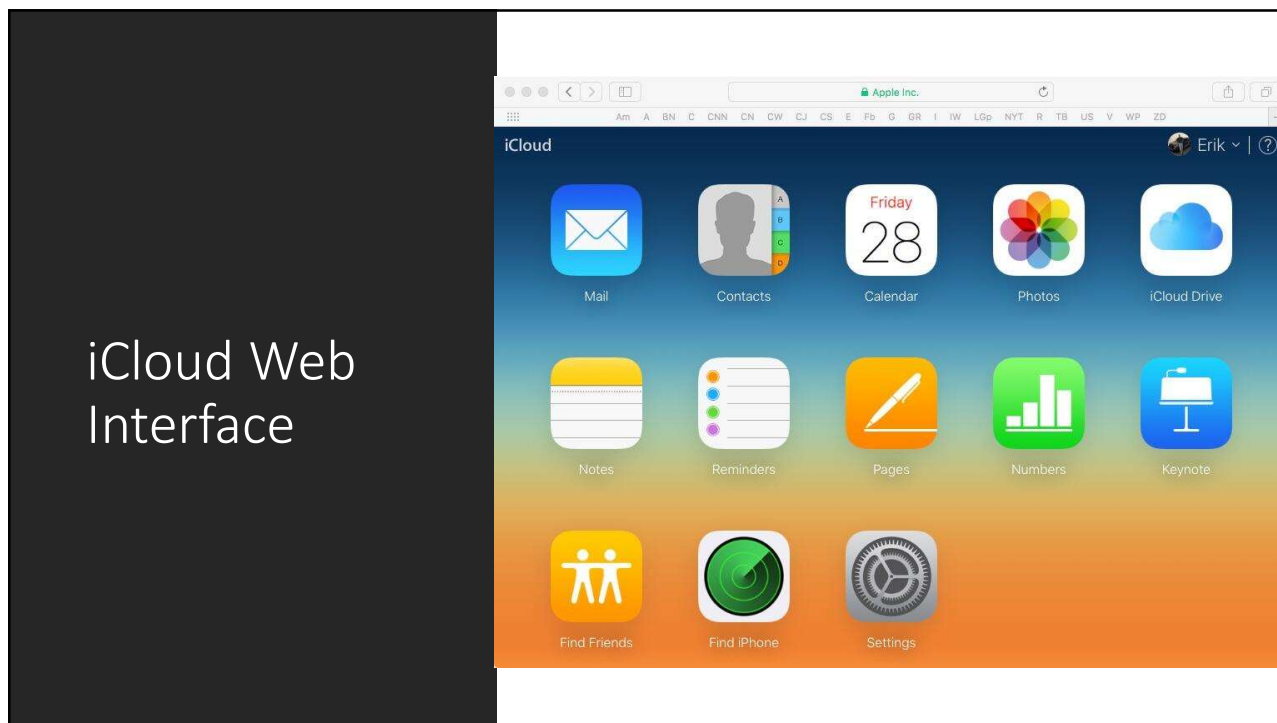 iCloud Web
Interface
Apple Inc.
Am A BN C CNN CN CW CJ CS E Fb G GR I IW LGp NYT R TB US V WP ZD
iCloud
Erik
?
A
B
C
D
Friday
28
Mail Contacts Calendar Photos iCloud Drive
Notes Reminders Pages Numbers Keynote
Find Friends Find iPhone Settings